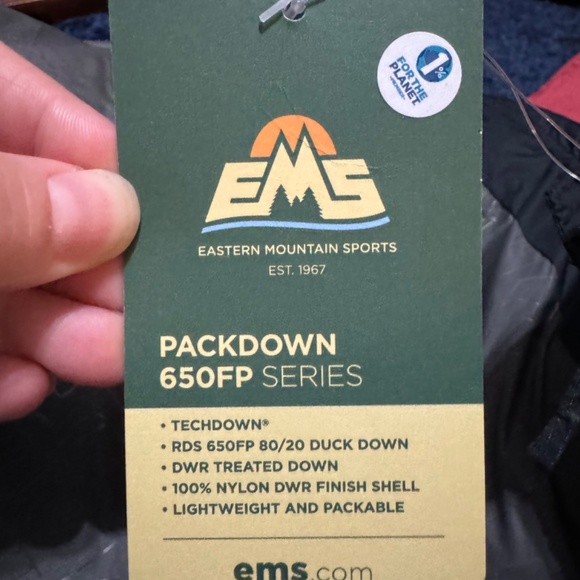 1%
FOR THE
PLANET
EMS
EASTERN MOUNTAIN SPORTS
EST. 1967
PACKDOWN
650FP SERIES
• TECHDOWN®
• RDS 650FP 80/20 DUCK DOWN
• DWR TREATED DOWN
• 100% NYLON DWR FINISH SHELL
• LIGHTWEIGHT AND PACKABLE
ems.com